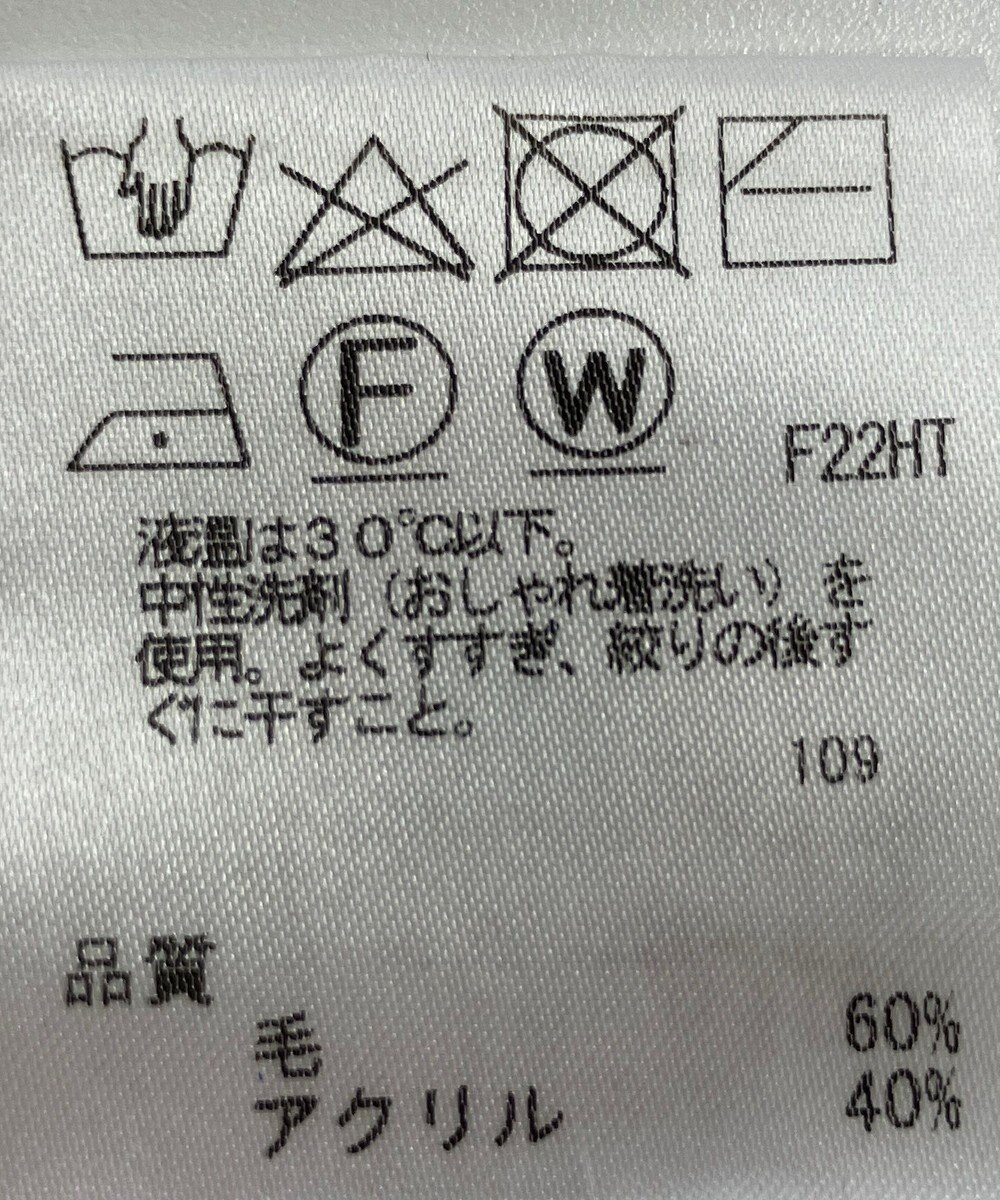 F
W
F22HT
液温は３０℃以下。
中性洗剤（おしゃれ着洗い）を
使用。よくすすぎ、絞りの後す
ぐに干すこと。
109
品質
毛 60%
アクリル 40%